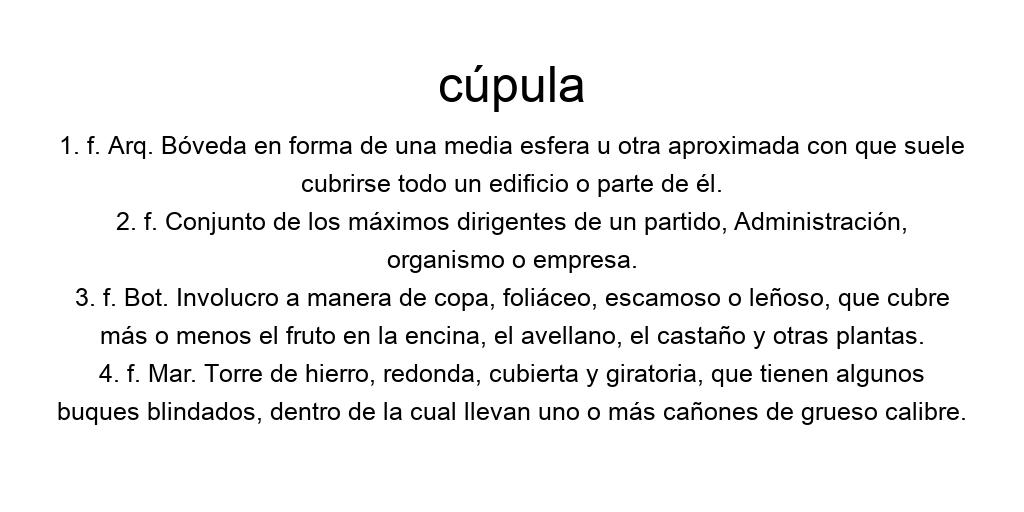 cúpula
1. f. Arq. Bóveda en forma de una media esfera u otra aproximada con que suele
cubrirse todo un edificio o parte de él.
2. f. Conjunto de los máximos dirigentes de un partido, Administración,
organismo o empresa.
3. f. Bot. Involucro a manera de copa, foliáceo, escamoso o leñoso, que cubre
más o menos el fruto en la encina, el avellano, el castaño y otras plantas.
4. f. Mar. Torre de hierro, redonda, cubierta y giratoria, que tienen algunos
buques blindados, dentro de la cual llevan uno o más cañones de grueso calibre.